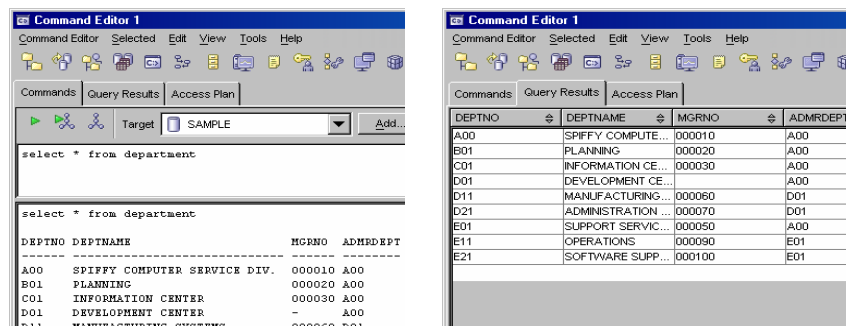 Command Editor 1
Command Editor Selected Edit View Tools Help
Commands Query Results Access Plan
Target SAMPLE Add...
select * from department
select * from department
DEPTNO DEPTNAME MGRNO ADMRDEPT
------ ---------------------------- ------ --------
A00 SPIFFY COMPUTER SERVICE DIV. 000010 A00
B01 PLANNING 000020 A00
C01 INFORMATION CENTER 000030 A00
D01 DEVELOPMENT CENTER - A00
D11 MANUFACTURING SYSTEMS 000060 D01
Command Editor 1
Command Editor Selected Edit View Tools Help
Commands Query Results Access Plan
DEPTNO DEPTNAME MGRNO ADMRDEPT
A00 SPIFFY COMPUTE... 000010 A00
B01 PLANNING 000020 A00
C01 INFORMATION CE... 000030 A00
D01 DEVELOPMENT CE... A00
D11 MANUFACTURING... 000060 D01
D21 ADMINISTRATION ... 000070 D01
E01 SUPPORT SERVIC... 000050 A00
E11 OPERATIONS 000090 E01
E21 SOFTWARE SUPP... 000100 E01